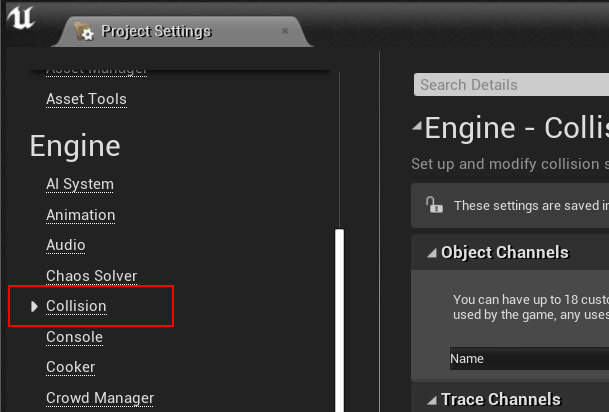 Project Settings
Asset Manager
Asset Tools
Engine
AI System
Animation
Audio
Chaos Solver
Collision
Console
Cooker
Crowd Manager
Search Details
Engine - Colli
Set up and modify collision s
These settings are saved in
Object Channels
You can have up to 18 custo
used by the game, any uses
Name
Trace Channels